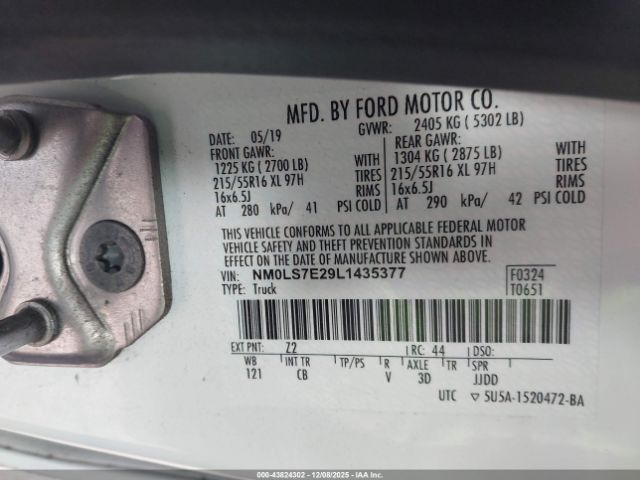 MFD. BY FORD MOTOR CO.
DATE: 05/19 GVWR: 2405 KG ( 5302 LB)
FRONT GAWR: REAR GAWR:
1225 KG ( 2700 LB) WITH 1304 KG ( 2875 LB) WITH
215/55R16 XL 97H TIRES 215/55R16 XL 97H TIRES
16x6.5J RIMS 16x6.5J RIMS
AT 280 kPa/ 41 PSI COLD AT 290 kPa/ 42 PSI COLD
THIS VEHICLE CONFORMS TO ALL APPLICABLE FEDERAL MOTOR
VEHICLE SAFETY AND THEFT PREVENTION STANDARDS IN
EFFECT ON THE DATE OF MANUFACTURE SHOWN ABOVE.
VIN: NM0LS7E29L1435377 F0324
TYPE: Truck T0651
EXT PNT: Z2 RC: 44 DSO:
WB INT TR TP/PS R AXLE TR SPR
121 CB V 3D JJDD
UTC ▽ 5U5A-1520472-BA
000-43824302 - 12/08/2025 - IAAI.COM